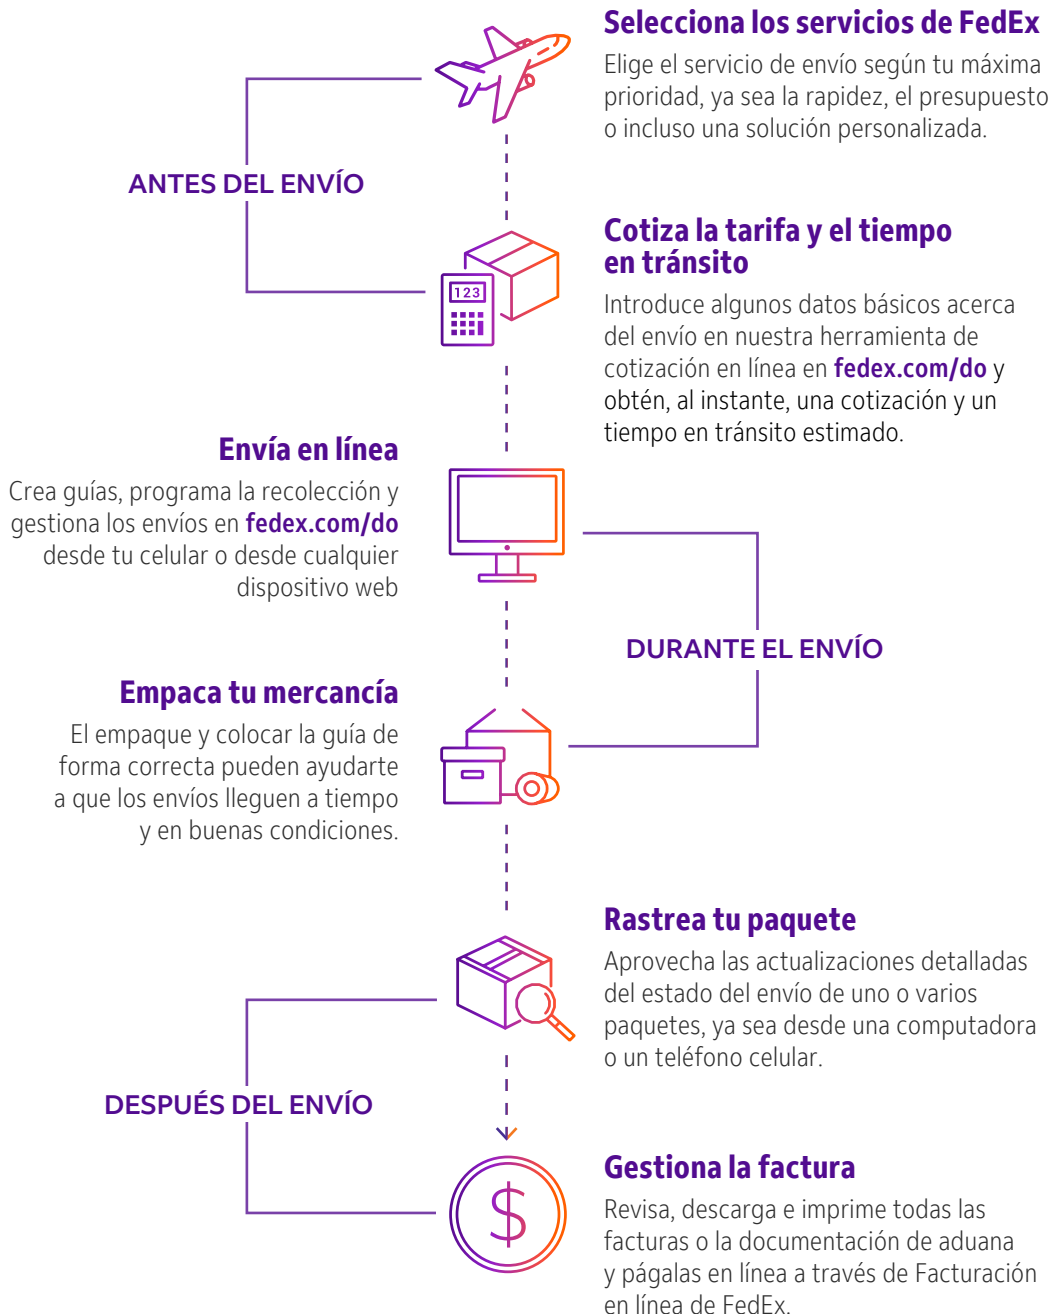 Selecciona los servicios de FedEx
Elige el servicio de envío según tu máxima
prioridad, ya sea la rapidez, el presupuesto
o incluso una solución personalizada.
ANTES DEL ENVÍO
Cotiza la tarifa y el tiempo
en tránsito
123
Introduce algunos datos básicos acerca
del envío en nuestra herramienta de
cotización en línea en fedex.com/do y
obtén, al instante, una cotización y un
tiempo en tránsito estimado.
Envía en línea
Crea guías, programa la recolección y
gestiona los envíos en fedex.com/do
desde tu celular o desde cualquier
dispositivo web
DURANTE EL ENVÍO
Empaca tu mercancía
El empaque y colocar la guía de
forma correcta pueden ayudarte
a que los envíos lleguen a tiempo
y en buenas condiciones.
Rastrea tu paquete
Aprovecha las actualizaciones detalladas
del estado del envío de uno o varios
paquetes, ya sea desde una computadora
o un teléfono celular.
DESPUÉS DEL ENVÍO
$
Gestiona la factura
Revisa, descarga e imprime todas las
facturas o la documentación de aduana
y págalas en línea a través de Facturación
en línea de FedEx.